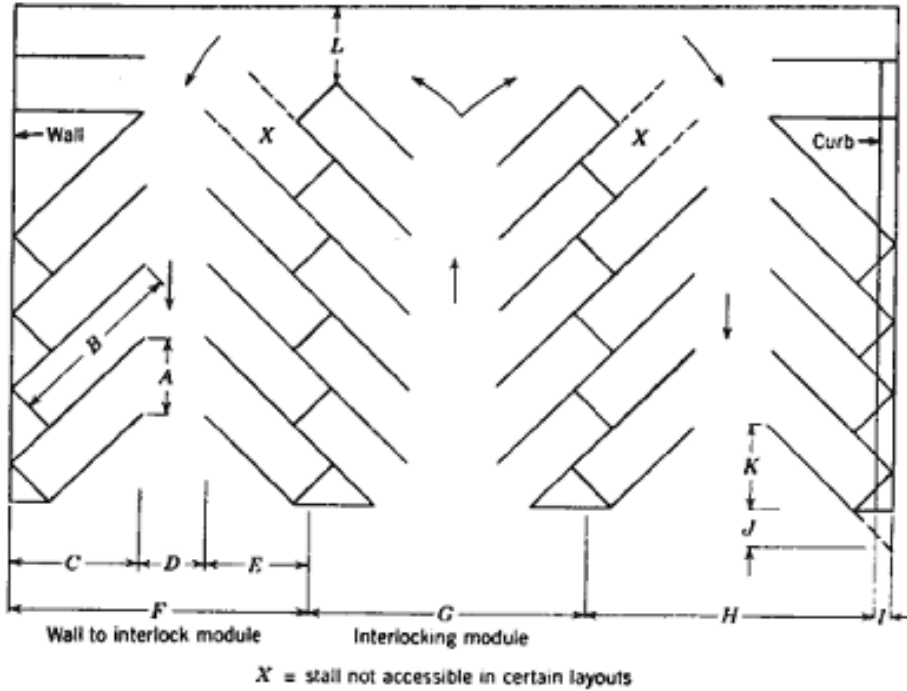 L
X
X
Wall
Curb
B
A
K
J
C
D
E
F
G
H
I
Wall to interlock module
Interlocking module
X = stall not accessible in certain layouts